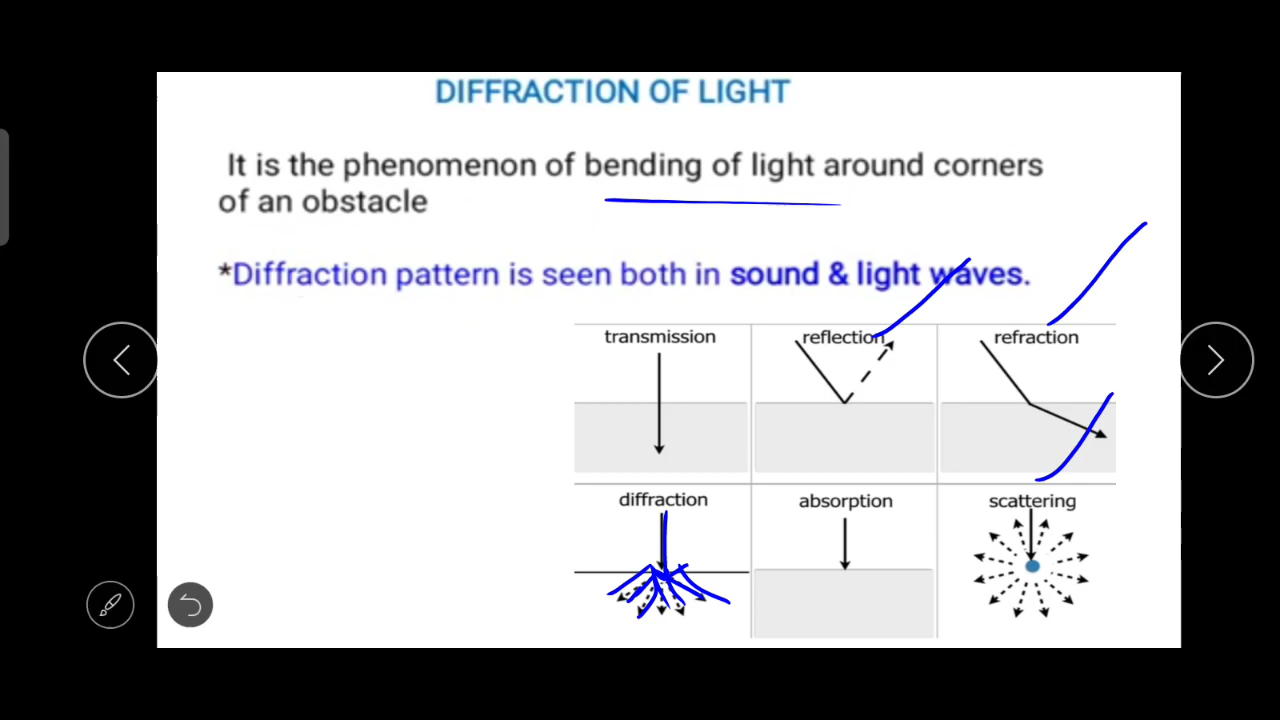 DIFFRACTION OF LIGHT
It is the phenomenon of bending of light around corners
of an obstacle
*Diffraction pattern is seen both in sound & light waves.
transmission reflection refraction
diffraction absorption scattering